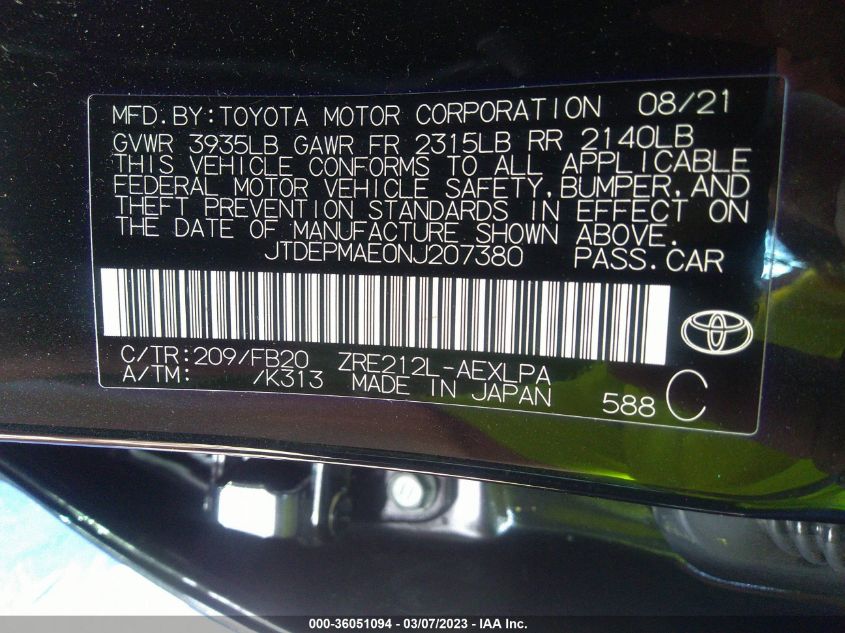 MFD.BY:TOYOTA MOTOR CORPORATION 08/21
GVWR 3935LB GAWR FR 2315LB RR 2140LB
THIS VEHICLE CONFORMS TO ALL APPLICABLE
FEDERAL MOTOR VEHICLE SAFETY, BUMPER, AND
THEFT PREVENTION STANDARDS IN EFFECT ON
THE DATE OF MANUFACTURE SHOWN ABOVE.
JTDEPMAE0NJ207380 PASS.CAR
C/TR:209/FB20 ZRE212L-AEXLPA
A/TM: /K313 MADE IN JAPAN 588 C
000-36051094 - 03/07/2023 - IAA Inc.